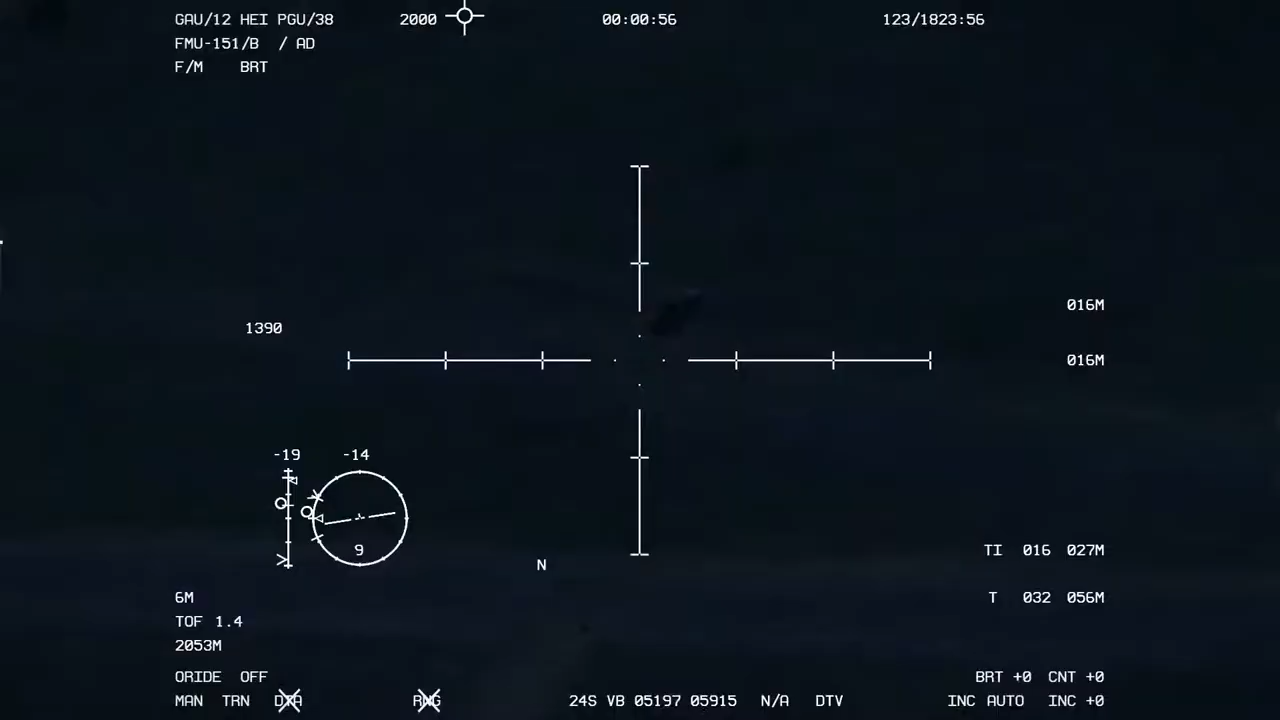 GAU/12 HEI PGU/38 2000 00:00:56 123/1823:56
FMU-151/B / AD
F/M BRT
016M
1390
016M
-19 -14
9
TI 016 027M
N
6M
T 032 056M
TOF 1.4
2053M
ORIDE OFF BRT +0 CNT +0
MAN TRN DTA RNG 24S VB 05197 05915 N/A DTV INC AUTO INC +0